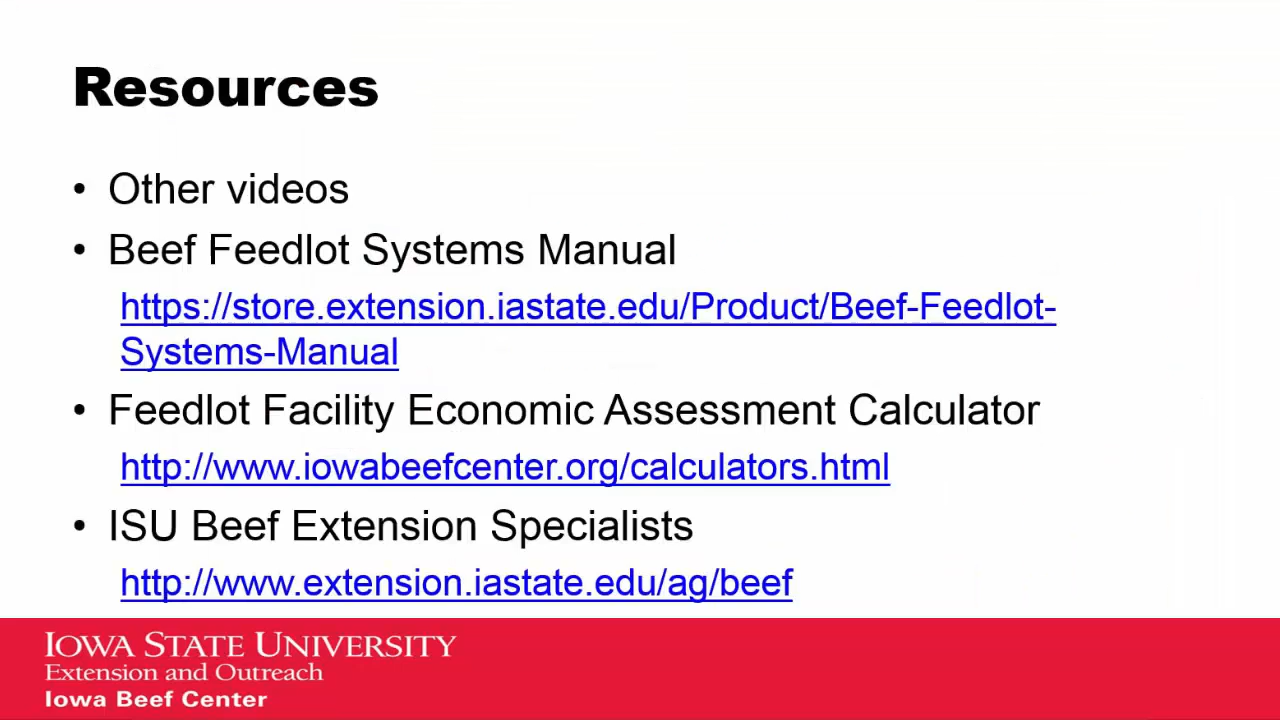 Resources
• Other videos
• Beef Feedlot Systems Manual
https://store.extension.iastate.edu/Product/Beef-Feedlot-
Systems-Manual
• Feedlot Facility Economic Assessment Calculator
http://www.iowabeefcenter.org/calculators.html
• ISU Beef Extension Specialists
http://www.extension.iastate.edu/ag/beef
IOWA STATE UNIVERSITY
Extension and Outreach
Iowa Beef Center